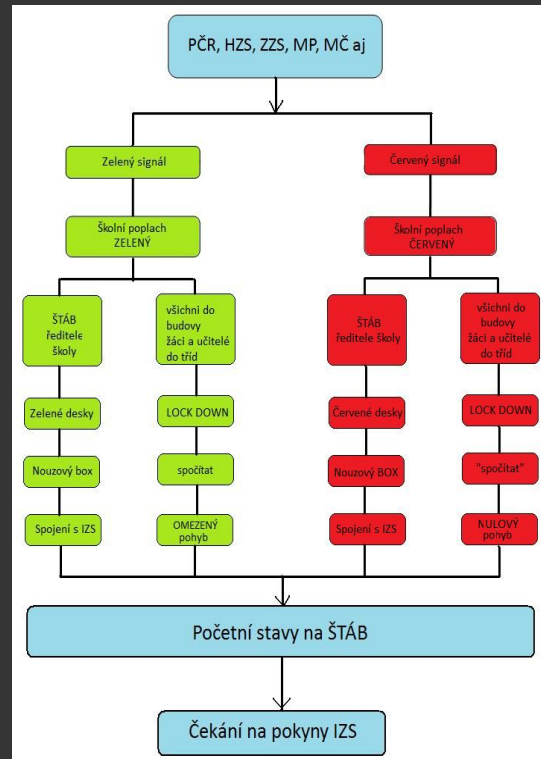 PČR, HZS, ZZS, MP, MČ aj
Zelený signál
Červený signál
Školní poplach
ZELENÝ
Školní poplach
ČERVENÝ
ŠTÁB
ředitele
školy
všichni do
budovy
žáci a učitelé
do tříd
ŠTÁB
ředitele školy
všichni do
budovy
žáci a učitelé
do tříd
Zelené desky
LOCK DOWN
Červené desky
LOCK DOWN
Nouzový box
spočítat
Nouzový BOX
"spočítat"
Spojení s IZS
OMEZENÝ
pohyb
Spojení s IZS
NULOVÝ
pohyb
Početní stavy na ŠTÁB
Čekání na pokyny IZS